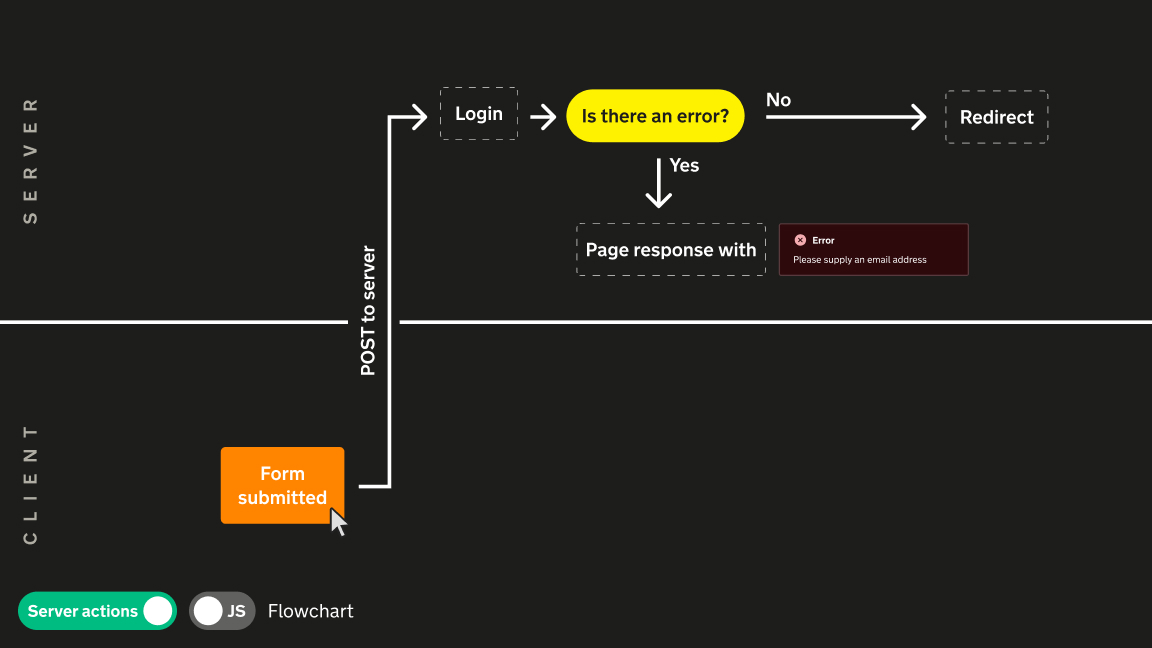 SERVER
Login
Is there an error?
No
Redirect
Yes
Page response with
Error
Please supply an email address
POST to server
CLIENT
Form
submitted
Server actions
JS
Flowchart